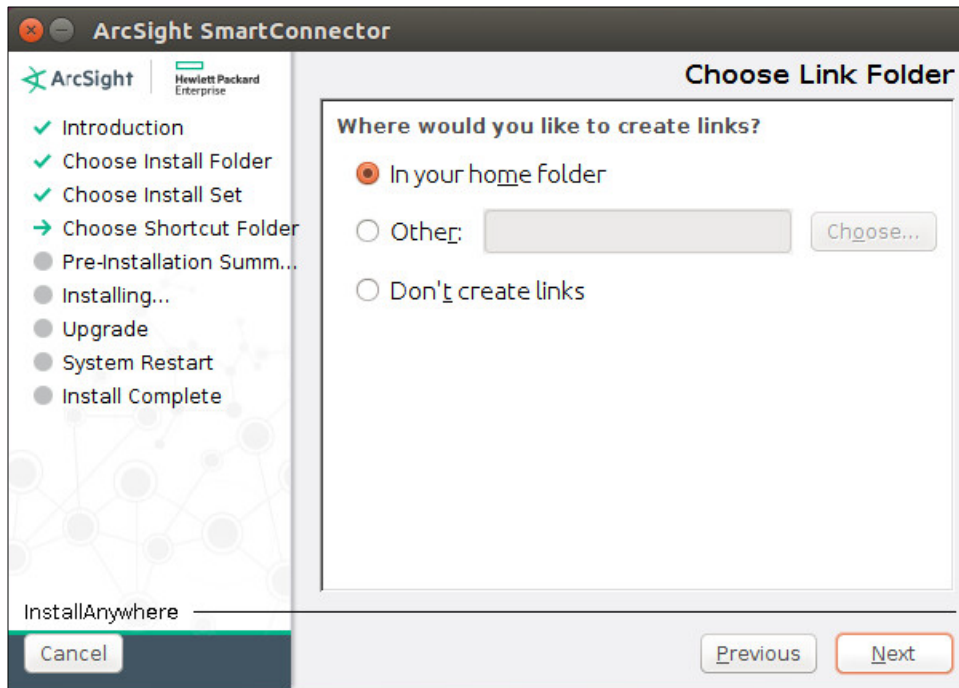 ArcSight SmartConnector
ArcSight
Hewlett Packard
Enterprise
Introduction
Choose Install Folder
Choose Install Set
Choose Shortcut Folder
Pre-Installation Summ...
Installing...
Upgrade
System Restart
Install Complete
Choose Link Folder
Where would you like to create links?
In your home folder
Other:
Choose...
Don't create links
InstallAnywhere
Cancel
Previous
Next